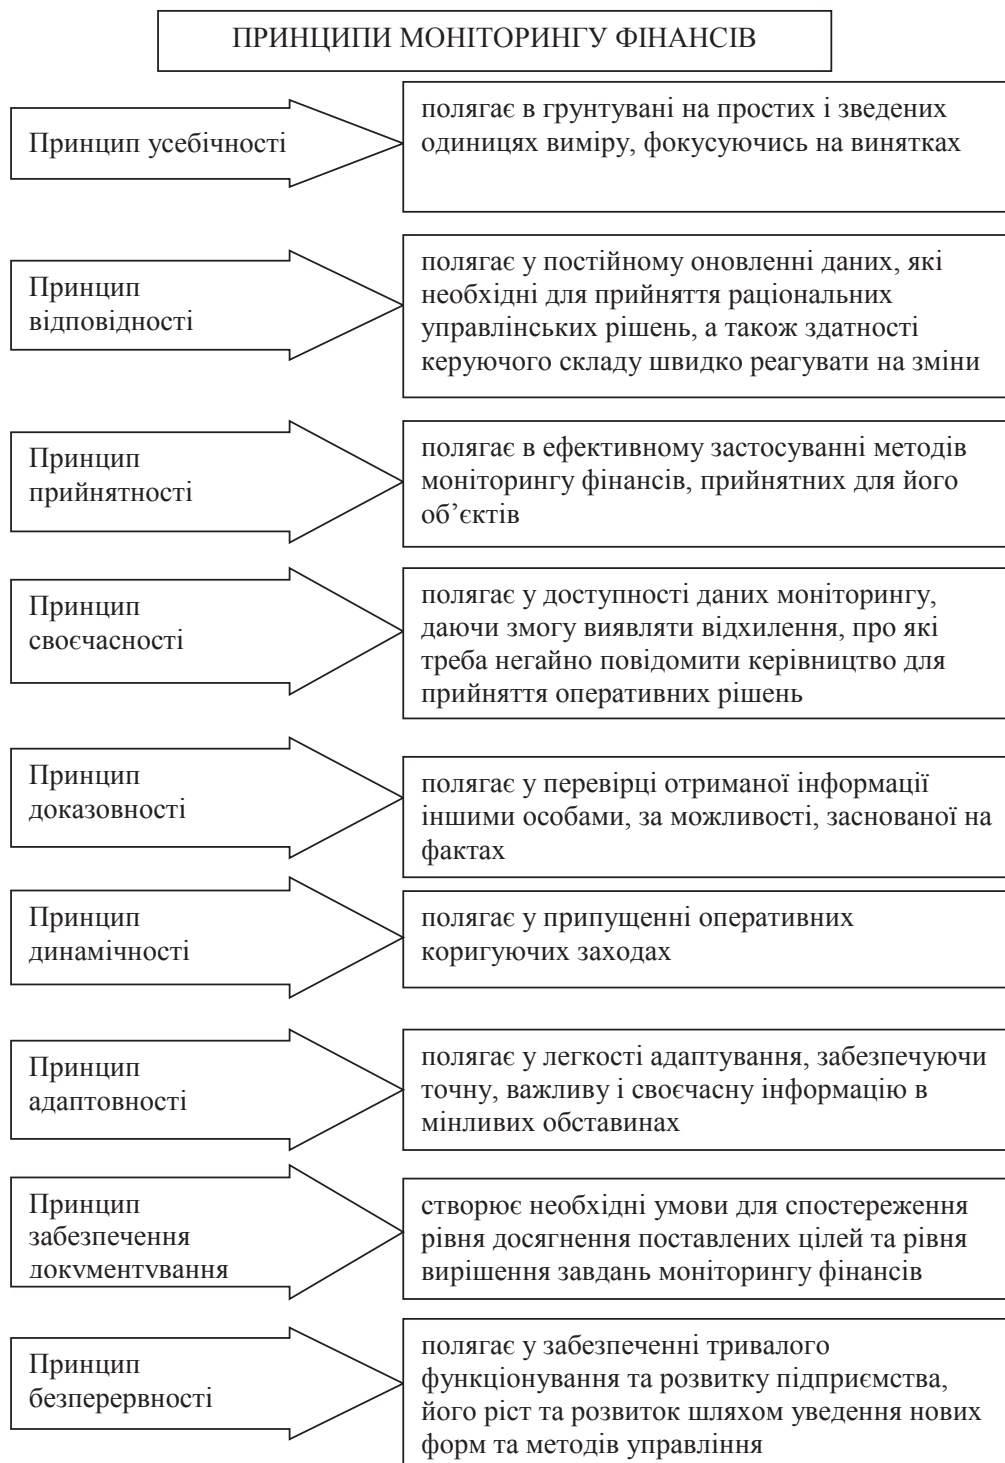 ПРИНЦИПИ МОНІТОРИНГУ ФІНАНСІВ
Принцип усебічності
полягає в грунтувані на простих і зведених
одиницях виміру, фокусуючись на винятках
Принцип
відповідності
полягає у постійному оновленні даних, які
необхідні для прийняття раціональних
управлінських рішень, а також здатності
керуючого складу швидко реагувати на зміни
Принцип
прийнятності
полягає в ефективному застосуванні методів
моніторингу фінансів, прийнятних для його
об’єктів
Принцип
своєчасності
полягає у доступності даних моніторингу,
даючи змогу виявляти відхилення, про які
треба негайно повідомити керівництво для
прийняття оперативних рішень
Принцип
доказовності
полягає у перевірці отриманої інформації
іншими особами, за можливості, заснованої на
фактах
Принцип
динамічності
полягає у припущенні оперативних
коригуючих заходах
Принцип
адаптовності
полягає у легкості адаптування, забезпечуючи
точну, важливу і своєчасну інформацію в
мінливих обставинах
Принцип
забезпечення
документування
створює необхідні умови для спостереження
рівня досягнення поставлених цілей та рівня
вирішення завдань моніторингу фінансів
Принцип
безперервності
полягає у забезпеченні тривалого
функціонування та розвитку підприємства,
його ріст та розвиток шляхом уведення нових
форм та методів управління